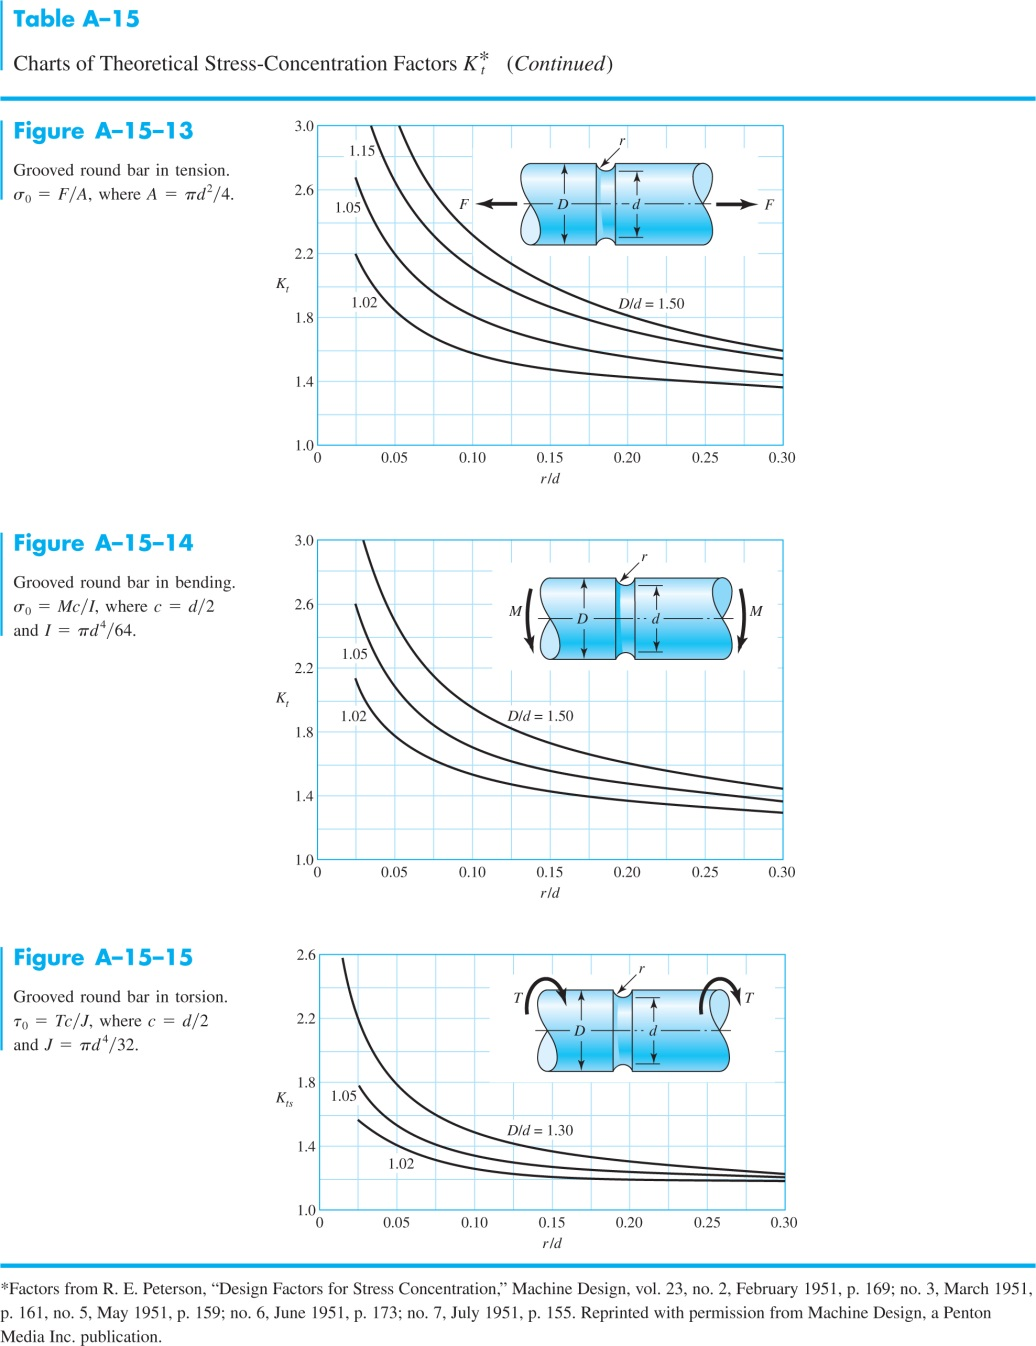 Table A–15
Charts of Theoretical Stress-Concentration Factors K*t (Continued)
Figure A–15–13
Grooved round bar in tension.
σ0 = F/A, where A = πd²/4.
3.0
2.6
2.2
1.8
1.4
1.0
Kt
1.15
1.05
1.02
D/d = 1.50
r
F
D
d
F
0
0.05
0.10
0.15
0.20
0.25
0.30
r/d
Figure A–15–14
Grooved round bar in bending.
σ0 = Mc/I, where c = d/2
and I = πd⁴/64.
3.0
2.6
2.2
1.8
1.4
1.0
Kt
1.05
1.02
D/d = 1.50
r
M
D
d
M
0
0.05
0.10
0.15
0.20
0.25
0.30
r/d
Figure A–15–15
Grooved round bar in torsion.
τ0 = Tc/J, where c = d/2
and J = πd⁴/32.
2.6
2.2
1.8
1.4
1.0
Kts
1.05
1.02
D/d = 1.30
r
T
D
d
T
0
0.05
0.10
0.15
0.20
0.25
0.30
r/d
*Factors from R. E. Peterson, “Design Factors for Stress Concentration,” Machine Design, vol. 23, no. 2, February 1951, p. 169; no. 3, March 1951,
p. 161, no. 5, May 1951, p. 159; no. 6, June 1951, p. 173; no. 7, July 1951, p. 155. Reprinted with permission from Machine Design, a Penton
Media Inc. publication.